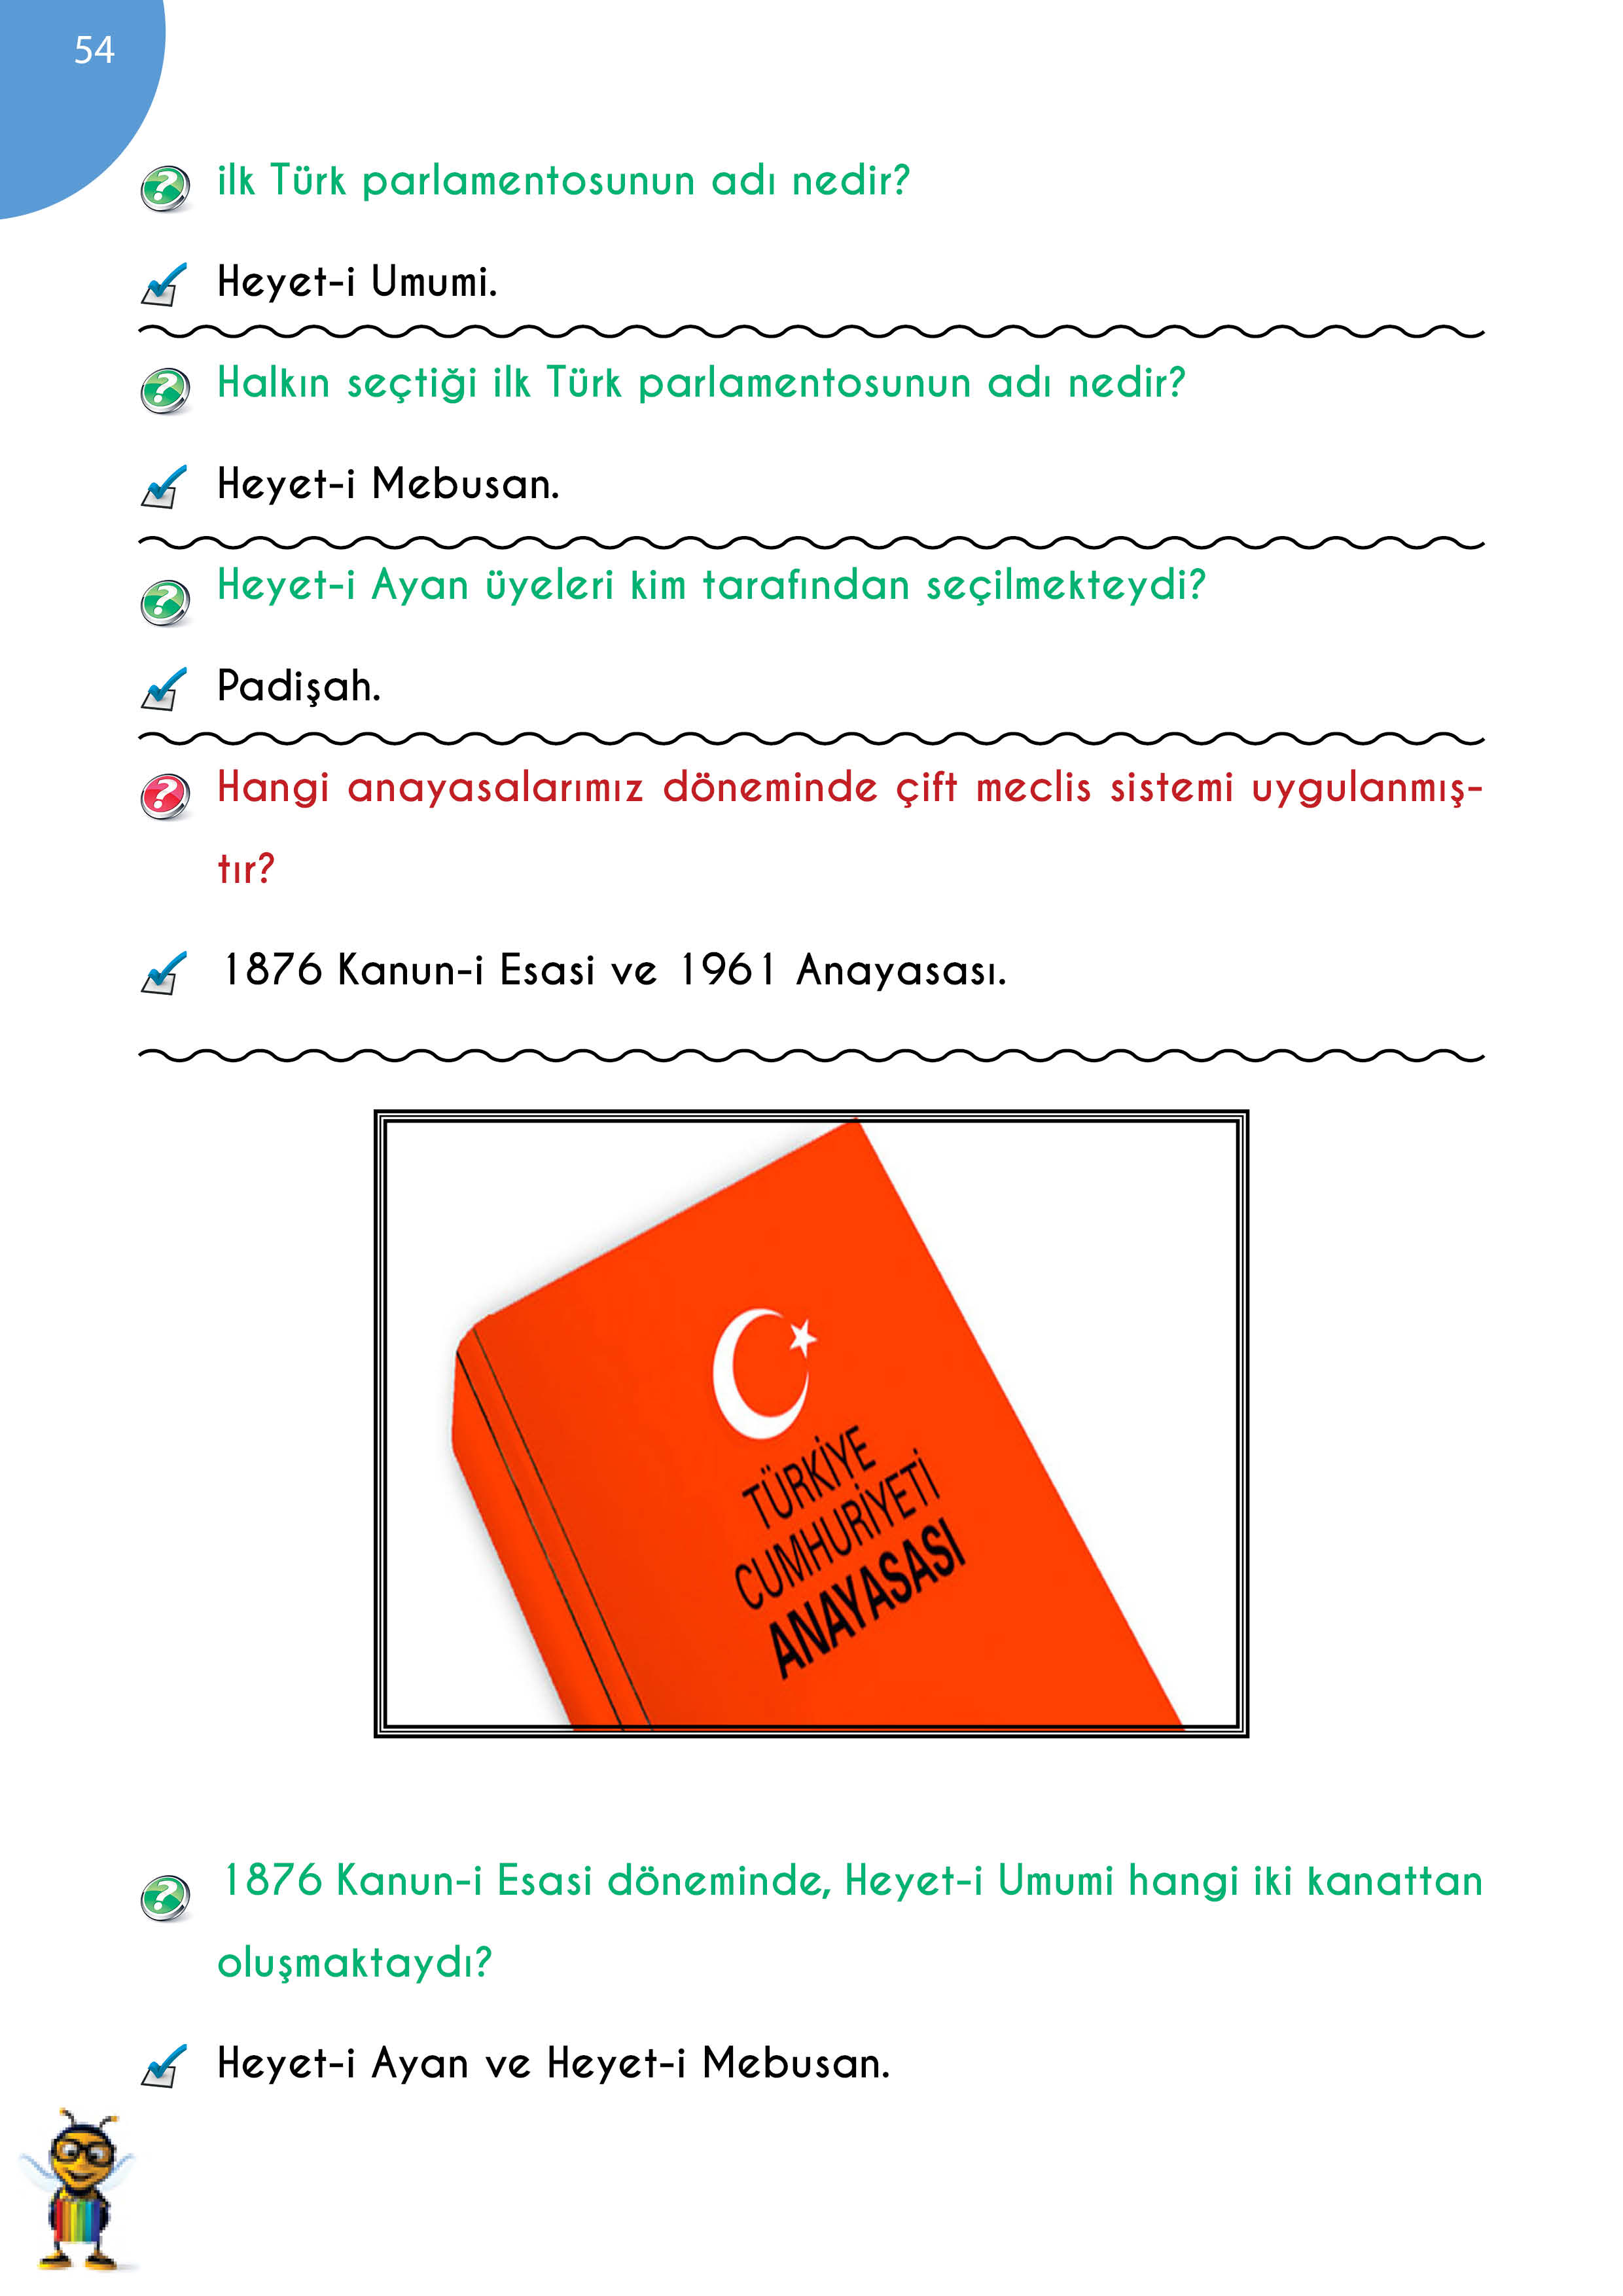 54
ilk Türk parlamentosunun adı nedir?
Heyet-i Umumi.
Halkın seçtiği ilk Türk parlamentosunun adı nedir?
Heyet-i Mebusan.
Heyet-i Ayan üyeleri kim tarafından seçilmekteydi?
Padişah.
Hangi anayasalarımız döneminde çift meclis sistemi uygulanmış-
tır?
1876 Kanun-i Esasi ve 1961 Anayasası.
TÜRKİYE
CUMHURİYETİ
ANAYASASI
1876 Kanun-i Esasi döneminde, Heyet-i Umumi hangi iki kanattan
oluşmaktaydı?
Heyet-i Ayan ve Heyet-i Mebusan.